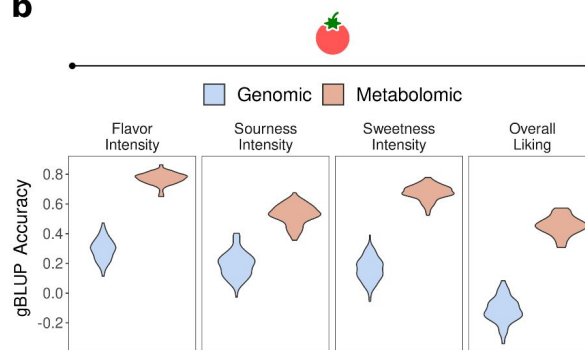 b
Genomic Metabolomic
Flavor Intensity
Sourness Intensity
Sweetness Intensity
Overall Liking
gBLUP Accuracy
0.8
0.6
0.4
0.2
0.0
-0.2